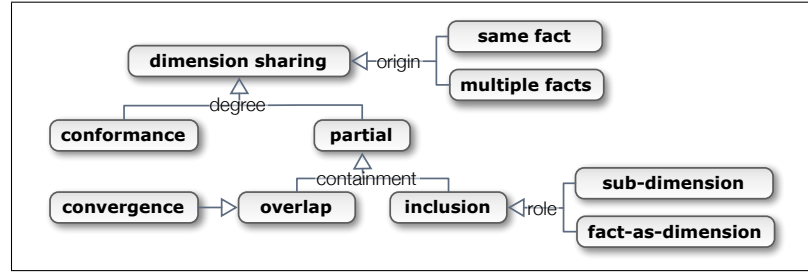 same fact
dimension sharing
origin
multiple facts
degree
conformance
partial
containment
sub-dimension
convergence
overlap
inclusion
role
fact-as-dimension